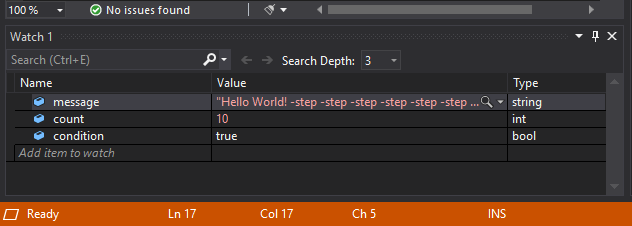 100 % No issues found
Watch 1
Search (Ctrl+E) Search Depth: 3
Name Value Type
message "Hello World! -step -step -step -step -step -step ... string
count 10 int
condition true bool
Add item to watch
Ready Ln 17 Col 17 Ch 5 INS